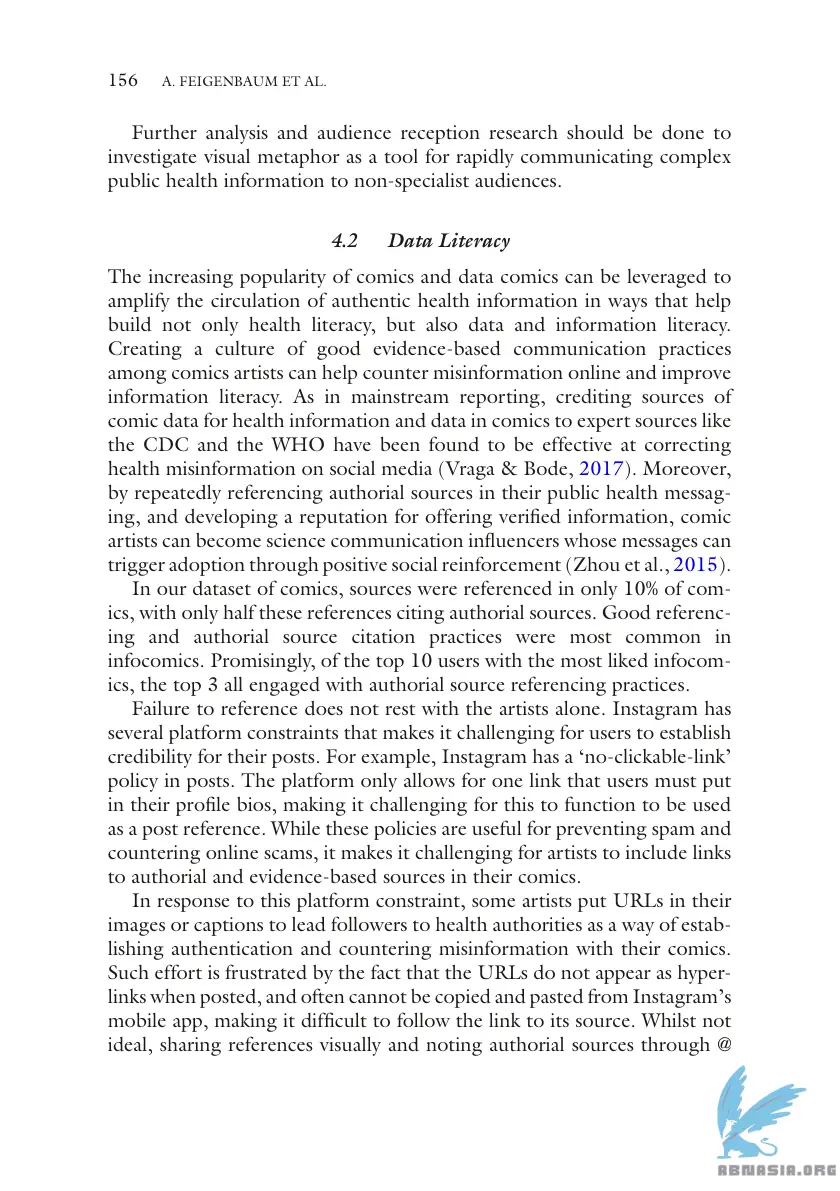 156 A. FEIGENBAUM ET AL.
Further analysis and audience reception research should be done to
investigate visual metaphor as a tool for rapidly communicating complex
public health information to non-specialist audiences.
4.2 Data Literacy
The increasing popularity of comics and data comics can be leveraged to
amplify the circulation of authentic health information in ways that help
build not only health literacy, but also data and information literacy.
Creating a culture of good evidence-based communication practices
among comics artists can help counter misinformation online and improve
information literacy. As in mainstream reporting, crediting sources of
comic data for health information and data in comics to expert sources like
the CDC and the WHO have been found to be effective at correcting
health misinformation on social media (Vraga & Bode, 2017). Moreover,
by repeatedly referencing authorial sources in their public health messag-
ing, and developing a reputation for offering verified information, comic
artists can become science communication influencers whose messages can
trigger adoption through positive social reinforcement (Zhou et al., 2015).
In our dataset of comics, sources were referenced in only 10% of com-
ics, with only half these references citing authorial sources. Good referenc-
ing and authorial source citation practices were most common in
infocomics. Promisingly, of the top 10 users with the most liked infocom-
ics, the top 3 all engaged with authorial source referencing practices.
Failure to reference does not rest with the artists alone. Instagram has
several platform constraints that makes it challenging for users to establish
credibility for their posts. For example, Instagram has a ‘no-clickable-link’
policy in posts. The platform only allows for one link that users must put
in their profile bios, making it challenging for this to function to be used
as a post reference. While these policies are useful for preventing spam and
countering online scams, it makes it challenging for artists to include links
to authorial and evidence-based sources in their comics.
In response to this platform constraint, some artists put URLs in their
images or captions to lead followers to health authorities as a way of estab-
lishing authentication and countering misinformation with their comics.
Such effort is frustrated by the fact that the URLs do not appear as hyper-
links when posted, and often cannot be copied and pasted from Instagram’s
mobile app, making it difficult to follow the link to its source. Whilst not
ideal, sharing references visually and noting authorial sources through @
ABNASIA.ORG